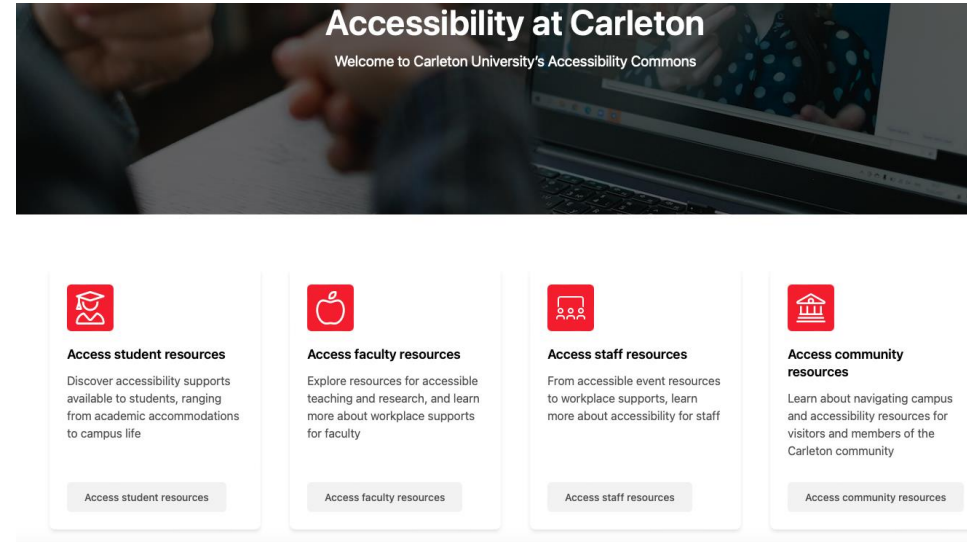 Accessibility at Carleton
Welcome to Carleton University's Accessibility Commons
Access student resources
Discover accessibility supports
available to students, ranging
from academic accommodations
to campus life
Access student resources
Access faculty resources
Explore resources for accessible
teaching and research, and learn
more about workplace supports
for faculty
Access faculty resources
Access staff resources
From accessible event resources
to workplace supports, learn
more about accessibility for staff
Access staff resources
Access community
resources
Learn about navigating campus
and accessibility resources for
visitors and members of the
Carleton community
Access community resources